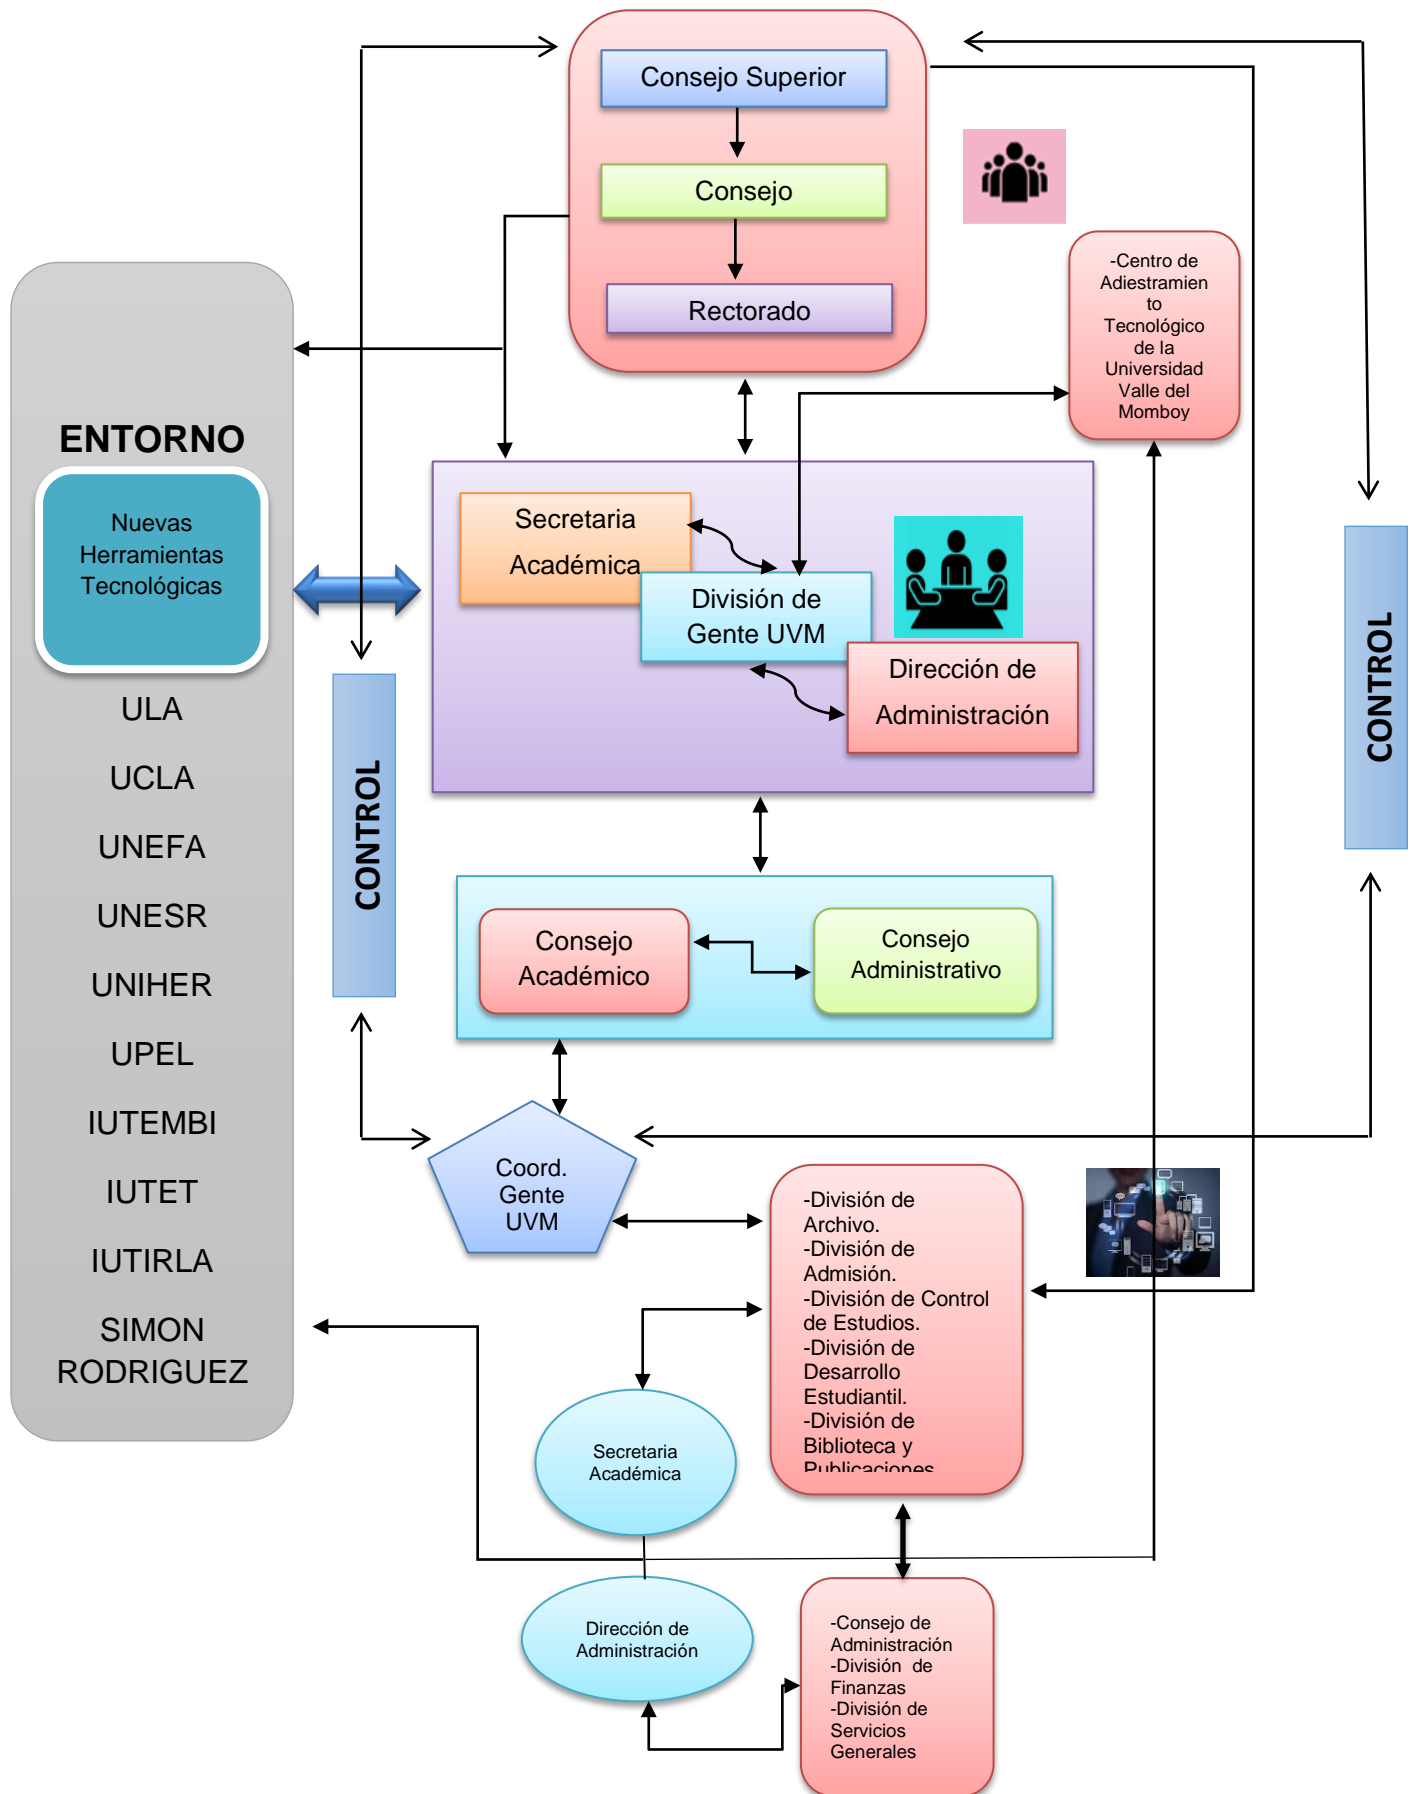 Consejo Superior
Consejo
Rectorado
-Centro de
Adiestramien
to
Tecnológico
de la
Universidad
Valle del
Momboy
ENTORNO
Nuevas
Herramientas
Tecnológicas
ULA
UCLA
UNEFA
UNESR
UNIHER
UPEL
IUTEMBI
IUTET
IUTIRLA
SIMON
RODRIGUEZ
CONTROL
Secretaria
Académica
División de
Gente UVM
Dirección de
Administración
CONTROL
Consejo
Académico
Consejo
Administrativo
Coord.
Gente
UVM
-División de
Archivo.
-División de
Admisión.
-División de Control
de Estudios.
-División de
Desarrollo
Estudiantil.
-División de
Biblioteca y
Publicaciones
Secretaria
Académica
Dirección de
Administración
-Consejo de
Administración
-División de
Finanzas
-División de
Servicios
Generales